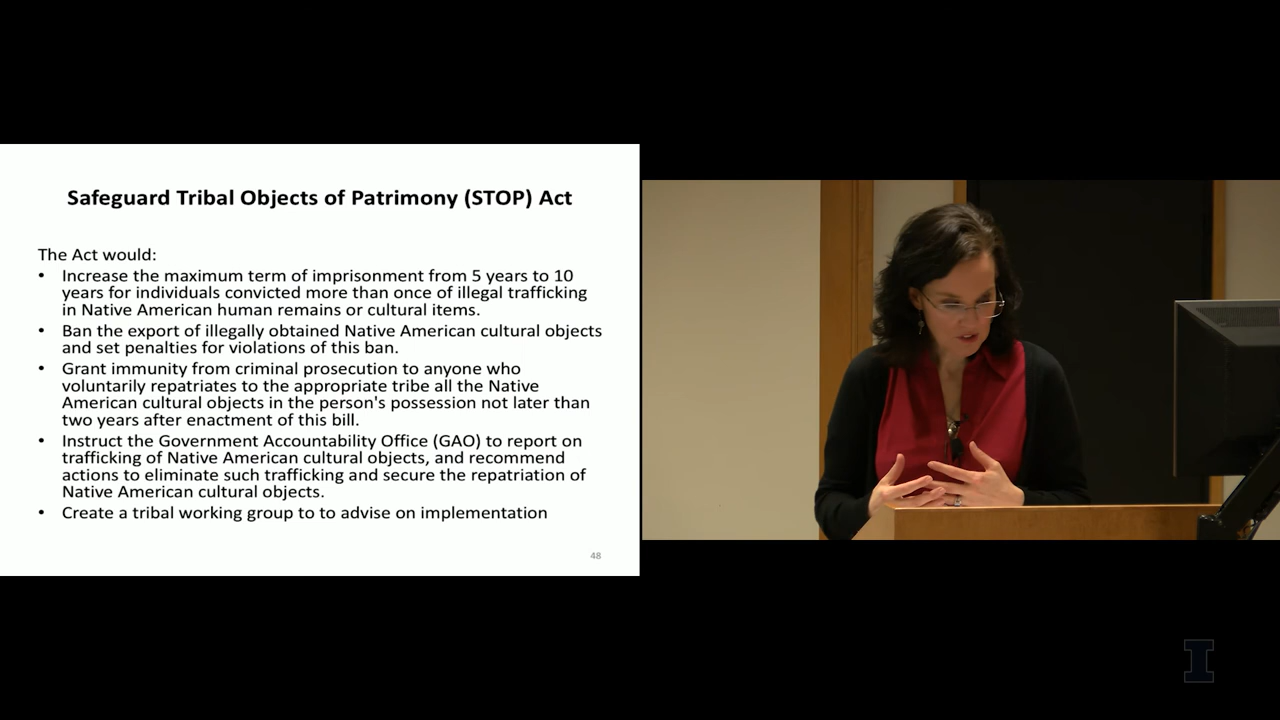 Safeguard Tribal Objects of Patrimony (STOP) Act
The Act would:
• Increase the maximum term of imprisonment from 5 years to 10
years for individuals convicted more than once of illegal trafficking
in Native American human remains or cultural items.
• Ban the export of illegally obtained Native American cultural objects
and set penalties for violations of this ban.
• Grant immunity from criminal prosecution to anyone who
voluntarily repatriates to the appropriate tribe all the Native
American cultural objects in the person's possession not later than
two years after enactment of this bill.
• Instruct the Government Accountability Office (GAO) to report on
trafficking of Native American cultural objects, and recommend
actions to eliminate such trafficking and secure the repatriation of
Native American cultural objects.
• Create a tribal working group to to advise on implementation
48
I